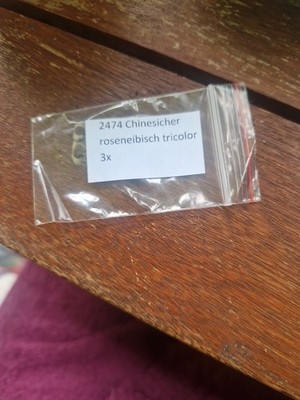 2474 Chinesicher
roseneibisch tricolor
3x